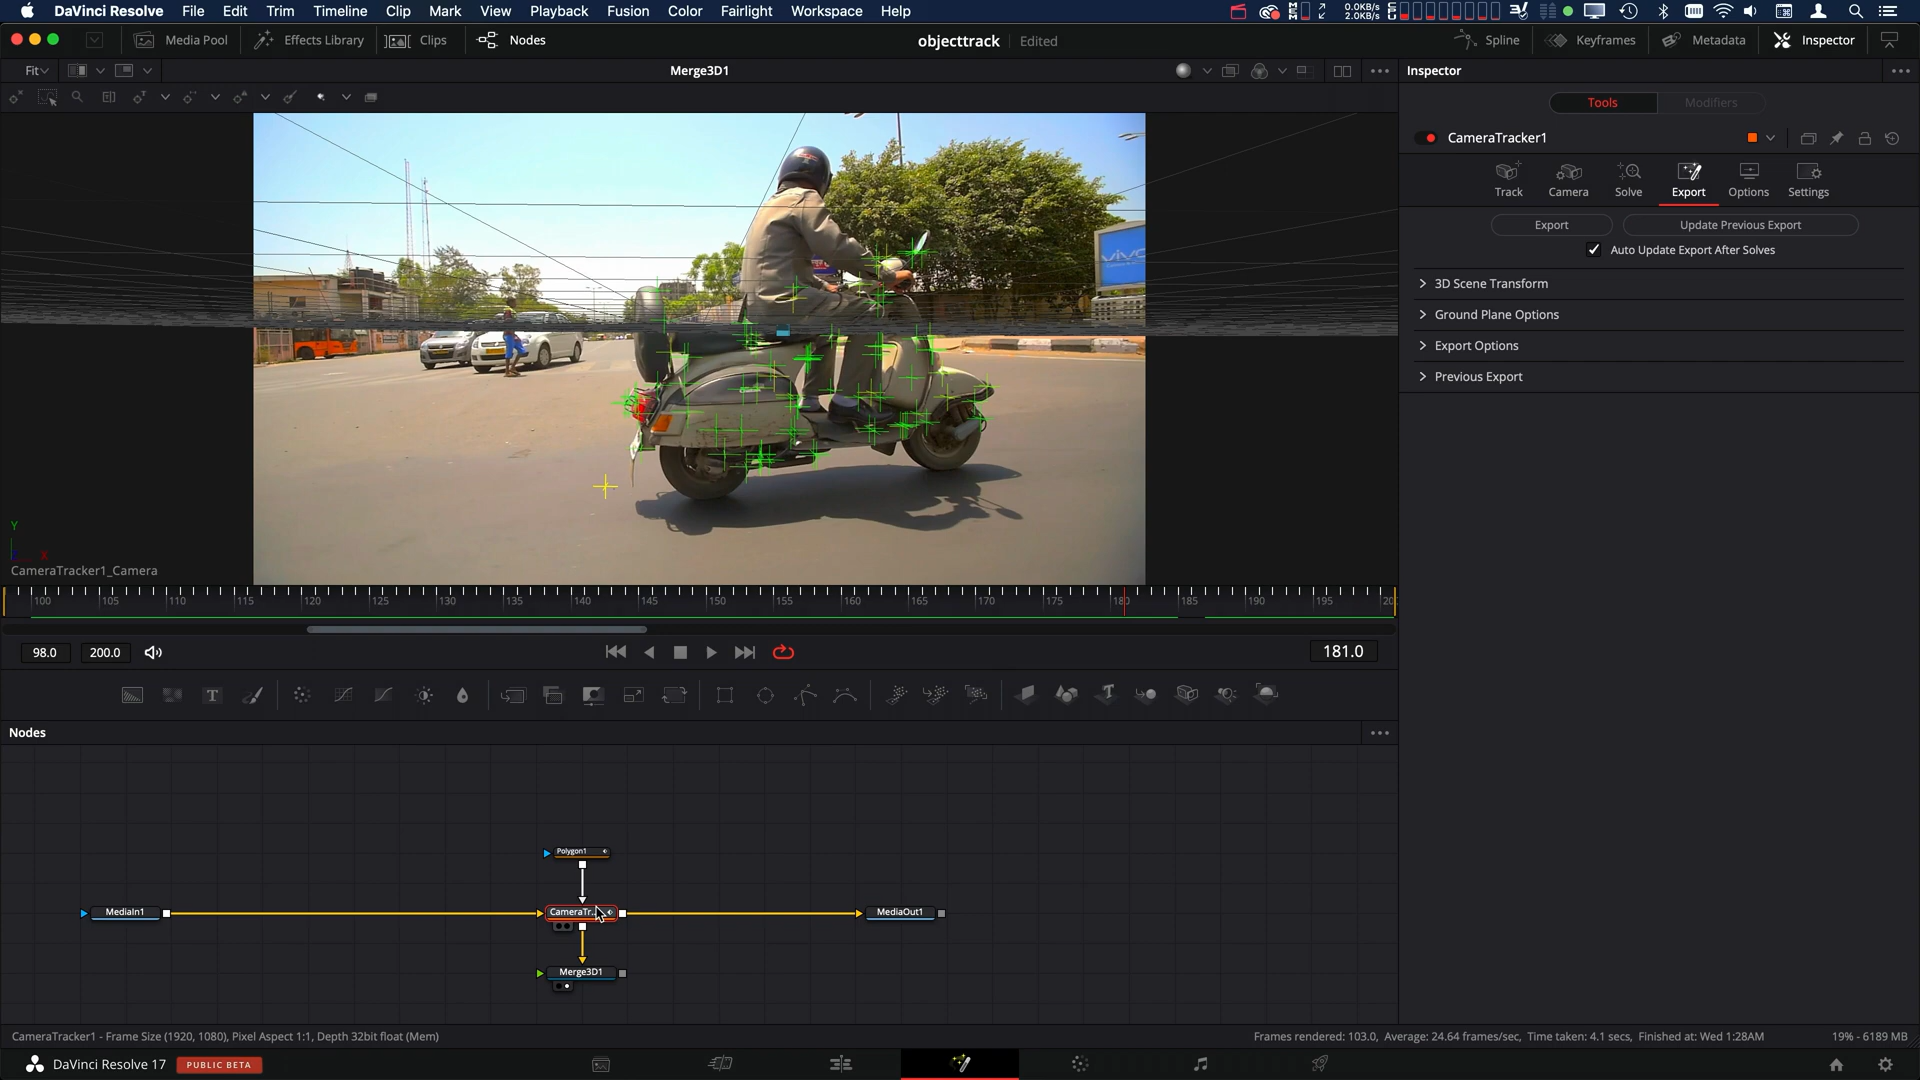 DaVinci Resolve File Edit Trim Timeline Clip Mark View Playback Fusion Color Fairlight Workspace Help
0.0KB/s
2.0KB/s
Media Pool Effects Library Clips Nodes objecttrack Edited Spline Keyframes Metadata Inspector
Fit Merge3D1 Inspector
Tools Modifiers
CameraTracker1
Track Camera Solve Export Options Settings
Export Update Previous Export
Auto Update Export After Solves
3D Scene Transform
Ground Plane Options
Export Options
Previous Export
vivo
Y
X
CameraTracker1_Camera
100 105 110 115 120 125 130 135 140 145 150 155 160 165 170 175 180 185 190 195 20
98.0 200.0 181.0
T
Nodes
Polygon1
MediaIn1 CameraTr... MediaOut1
Merge3D1
CameraTracker1 - Frame Size (1920, 1080), Pixel Aspect 1:1, Depth 32bit float (Mem) Frames rendered: 103.0, Average: 24.64 frames/sec, Time taken: 4.1 secs, Finished at: Wed 1:28AM 19% - 6189 MB
DaVinci Resolve 17 PUBLIC BETA